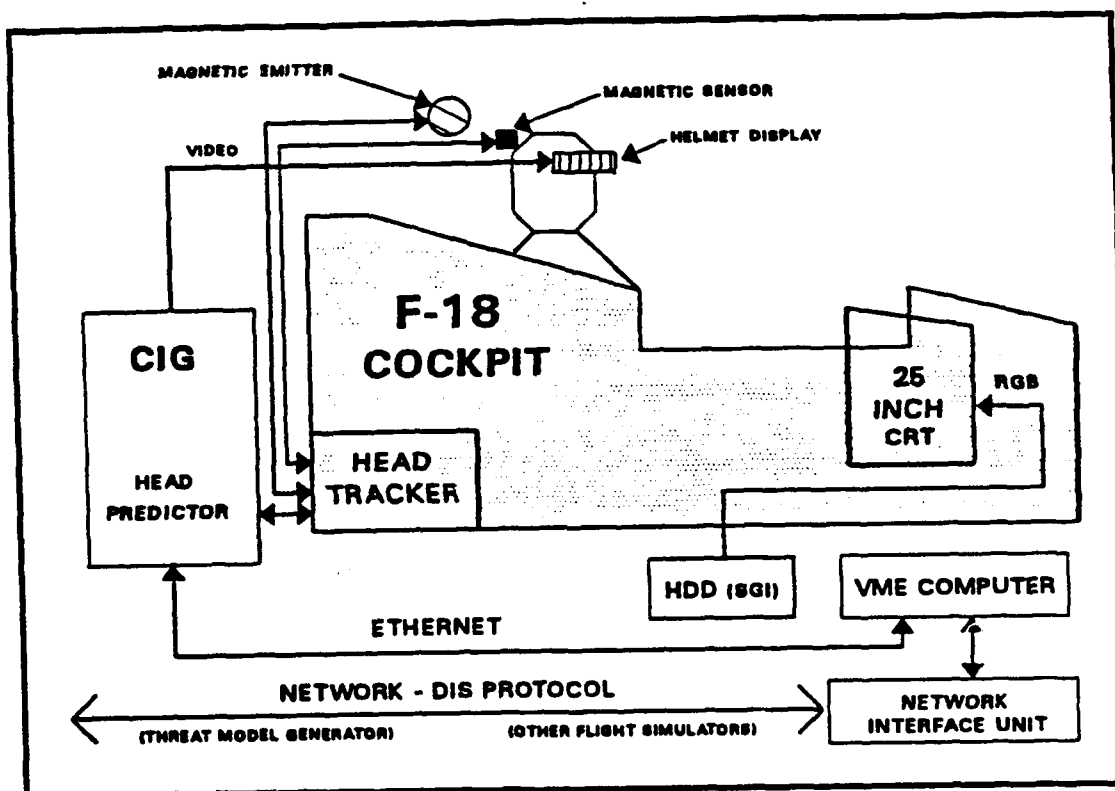 MAGNETIC EMITTER
MAGNETIC SENSOR
HELMET DISPLAY
VIDEO
F-18
COCKPIT
CIG
HEAD
PREDICTOR
HEAD
TRACKER
25
INCH
CRT
RGB
HDD (SGI)
VME COMPUTER
ETHERNET
NETWORK - DIS PROTOCOL
(THREAT MODEL GENERATOR)
(OTHER FLIGHT SIMULATORS)
NETWORK
INTERFACE UNIT